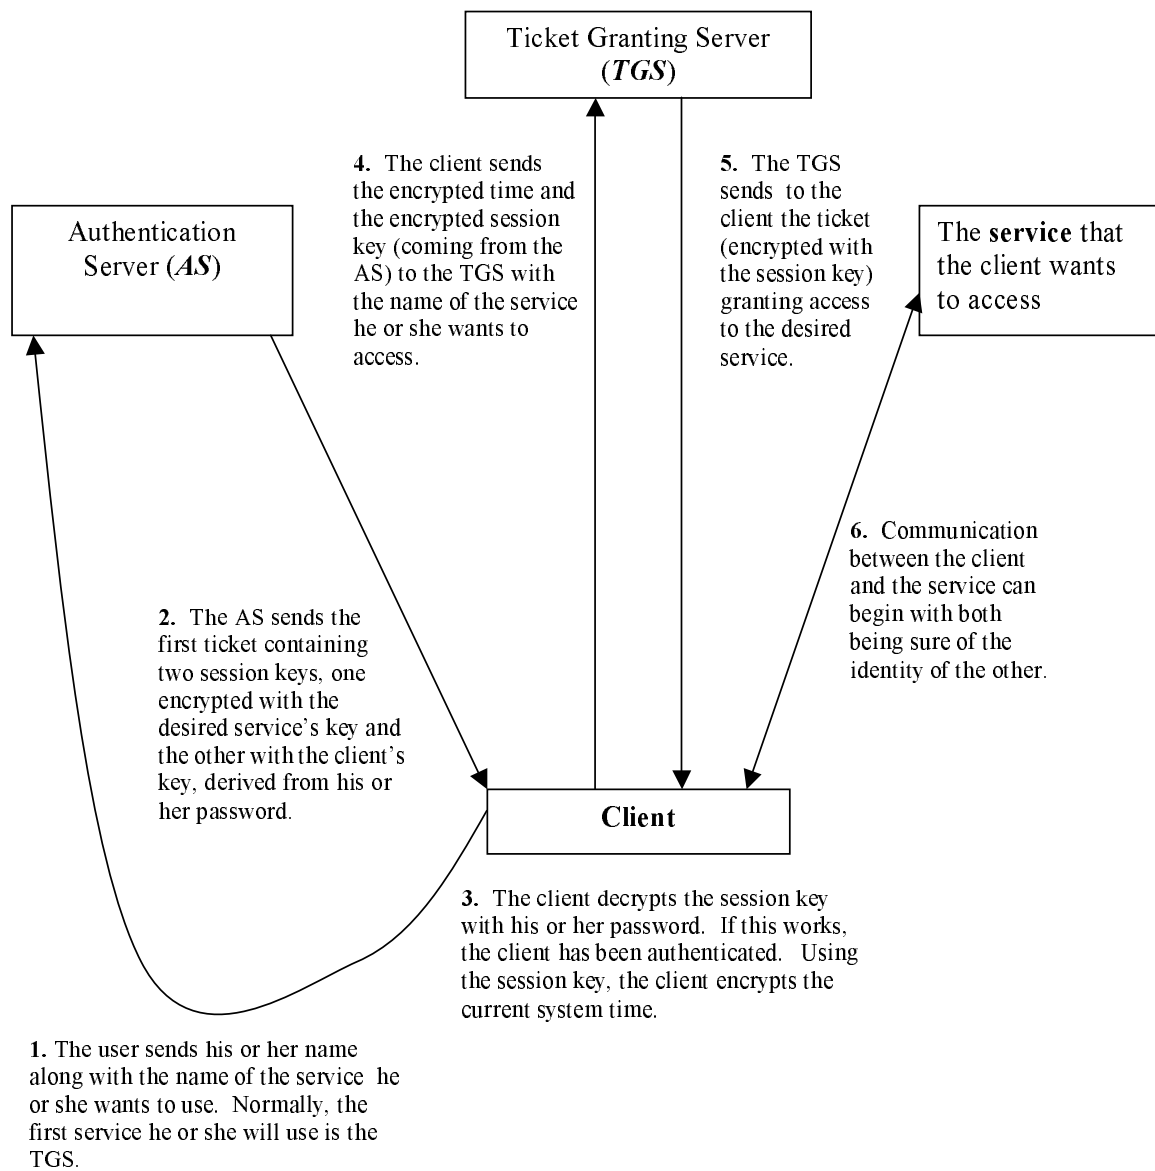 Ticket Granting Server
(TGS)
4. The client sends
the encrypted time and
the encrypted session
key (coming from the
AS) to the TGS with
the name of the service
he or she wants to
access.
5. The TGS
sends to the
client the ticket
(encrypted with
the session key)
granting access
to the desired
service.
Authentication
Server (AS)
The service that
the client wants
to access
6. Communication
between the client
and the service can
begin with both
being sure of the
identity of the other.
2. The AS sends the
first ticket containing
two session keys, one
encrypted with the
desired service's key and
the other with the client's
key, derived from his or
her password.
Client
3. The client decrypts the session key
with his or her password. If this works,
the client has been authenticated. Using
the session key, the client encrypts the
current system time.
1. The user sends his or her name
along with the name of the service he
or she wants to use. Normally, the
first service he or she will use is the
TGS.